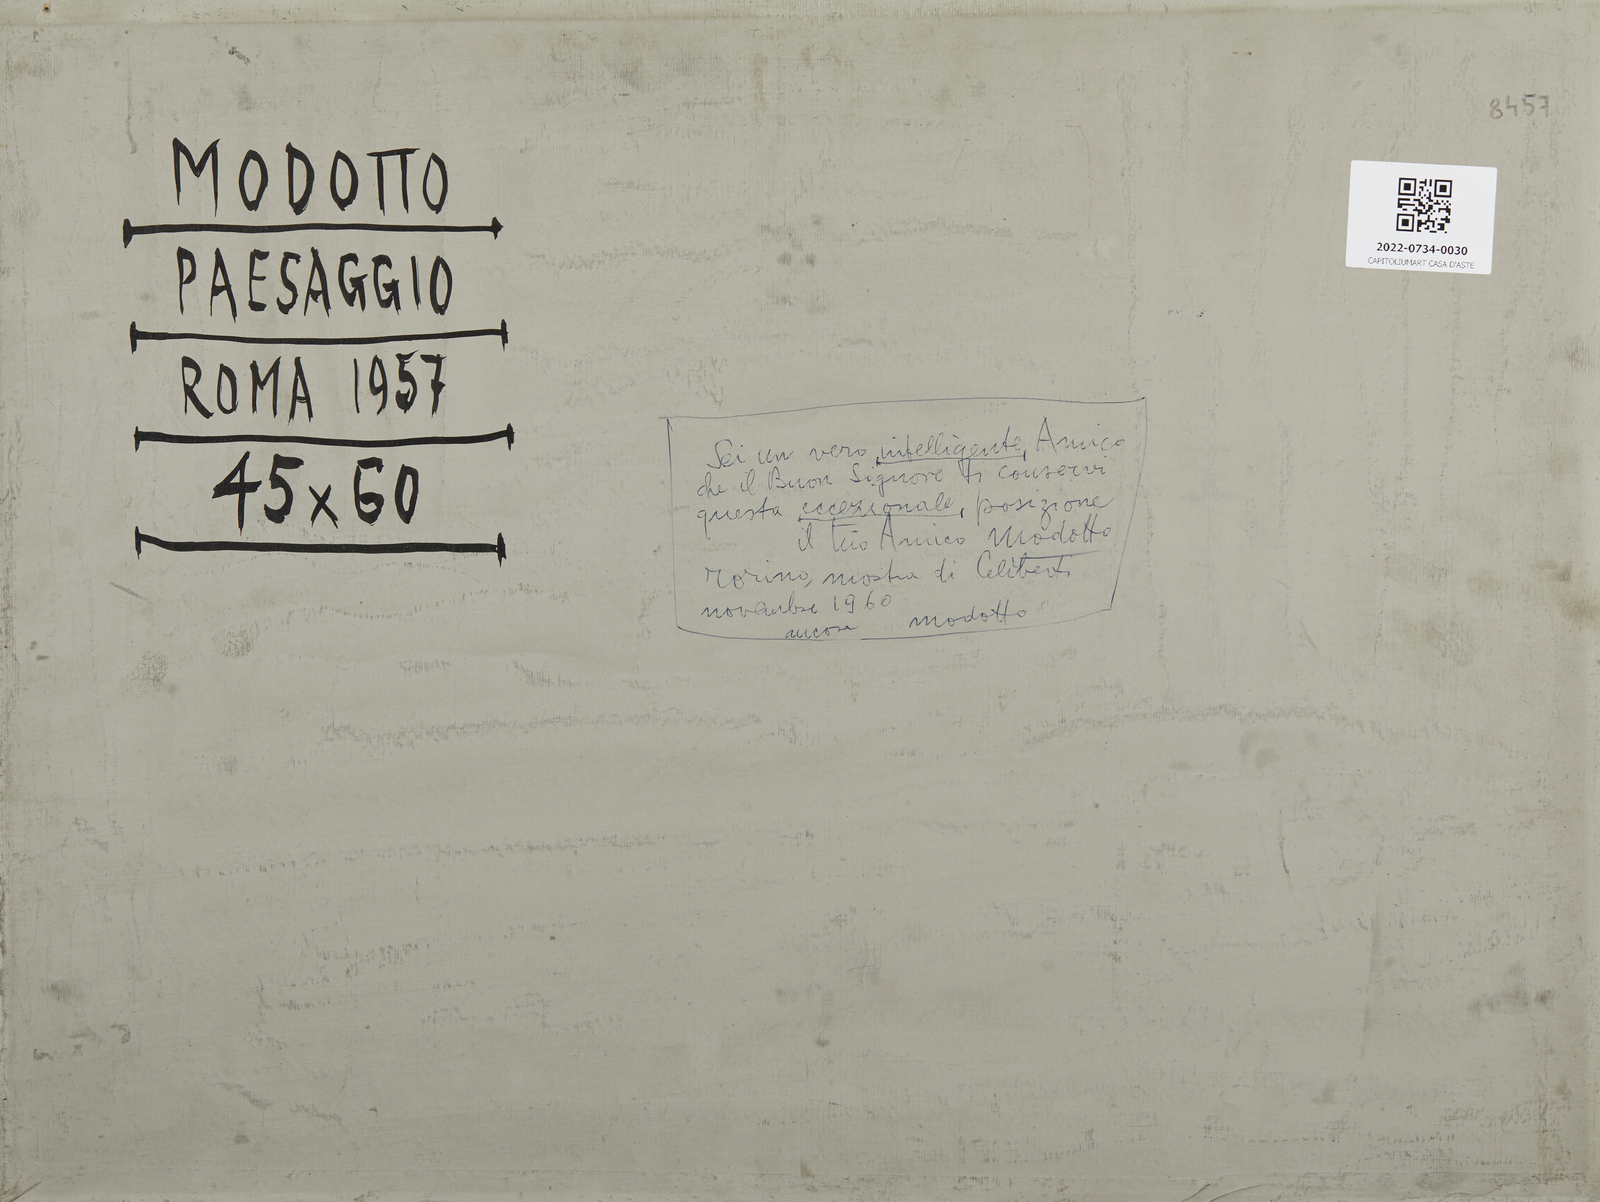 MODOTTO
PAESAGGIO
ROMA 1957
45x60
8457
2022-0734-0030
CAPITOLIUMART CASA D'ASTE
Sei un vero, intelligente, Amico
che il Buon Signore ti conservi
questa eccezionale, posizione
il tuo Amico Modotto
Torino, mostra di Celiberti
novembre 1960
ancora modotto